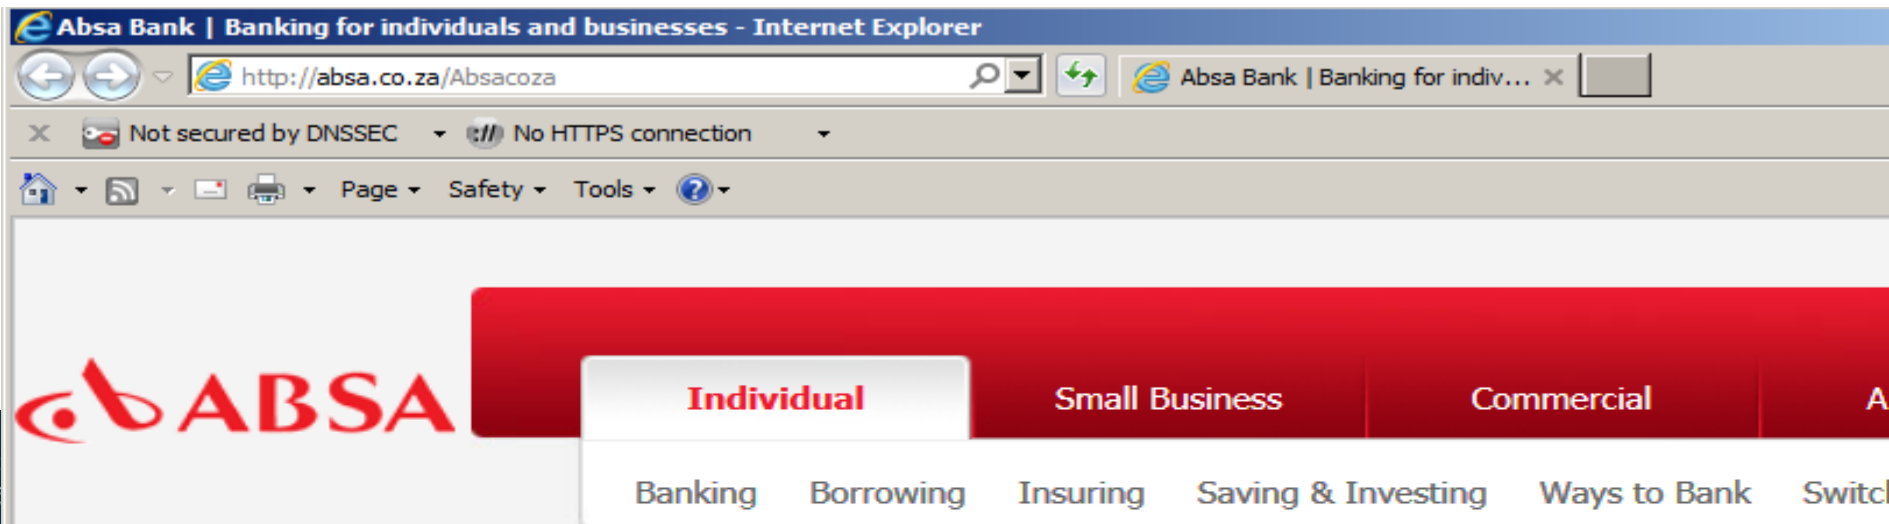 Absa Bank | Banking for individuals and businesses - Internet Explorer
http://absa.co.za/Absacoza Absa Bank | Banking for indiv...
Not secured by DNSSEC :// No HTTPS connection
Page Safety Tools ?
ABSA Individual Small Business Commercial A
Banking Borrowing Insuring Saving & Investing Ways to Bank Switch